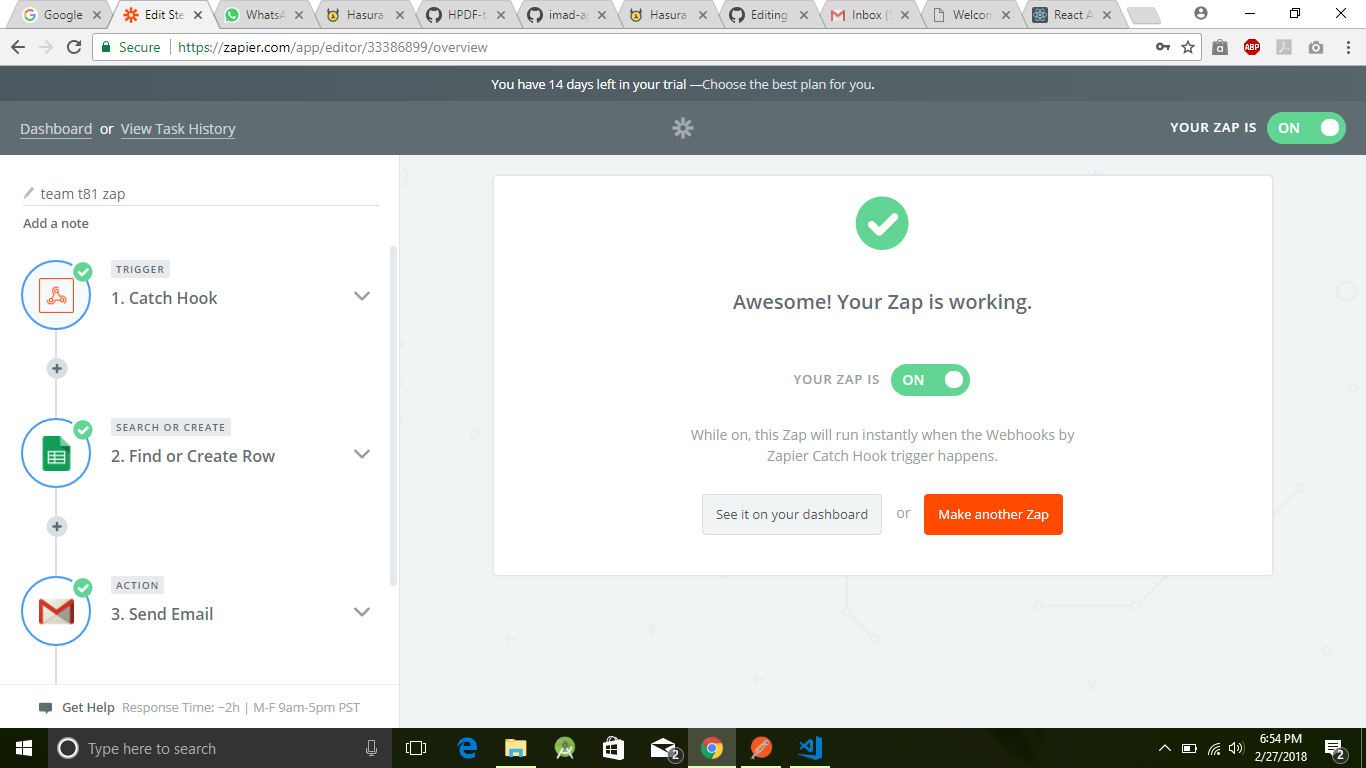 Google
Edit Ste
WhatsA
Hasura
HPDF-t
imad-a
Hasura
Editing
Inbox (
Welcom
React A
Secure
https://zapier.com/app/editor/33386899/overview
ABP
You have 14 days left in your trial —Choose the best plan for you.
Dashboard or View Task History
YOUR ZAP IS ON
team t81 zap
Add a note
TRIGGER
1. Catch Hook
SEARCH OR CREATE
2. Find or Create Row
ACTION
3. Send Email
Get Help Response Time: ~2h | M-F 9am-5pm PST
Awesome! Your Zap is working.
YOUR ZAP IS ON
While on, this Zap will run instantly when the Webhooks by
Zapier Catch Hook trigger happens.
See it on your dashboard or Make another Zap
Type here to search
2
6:54 PM
2/27/2018
2